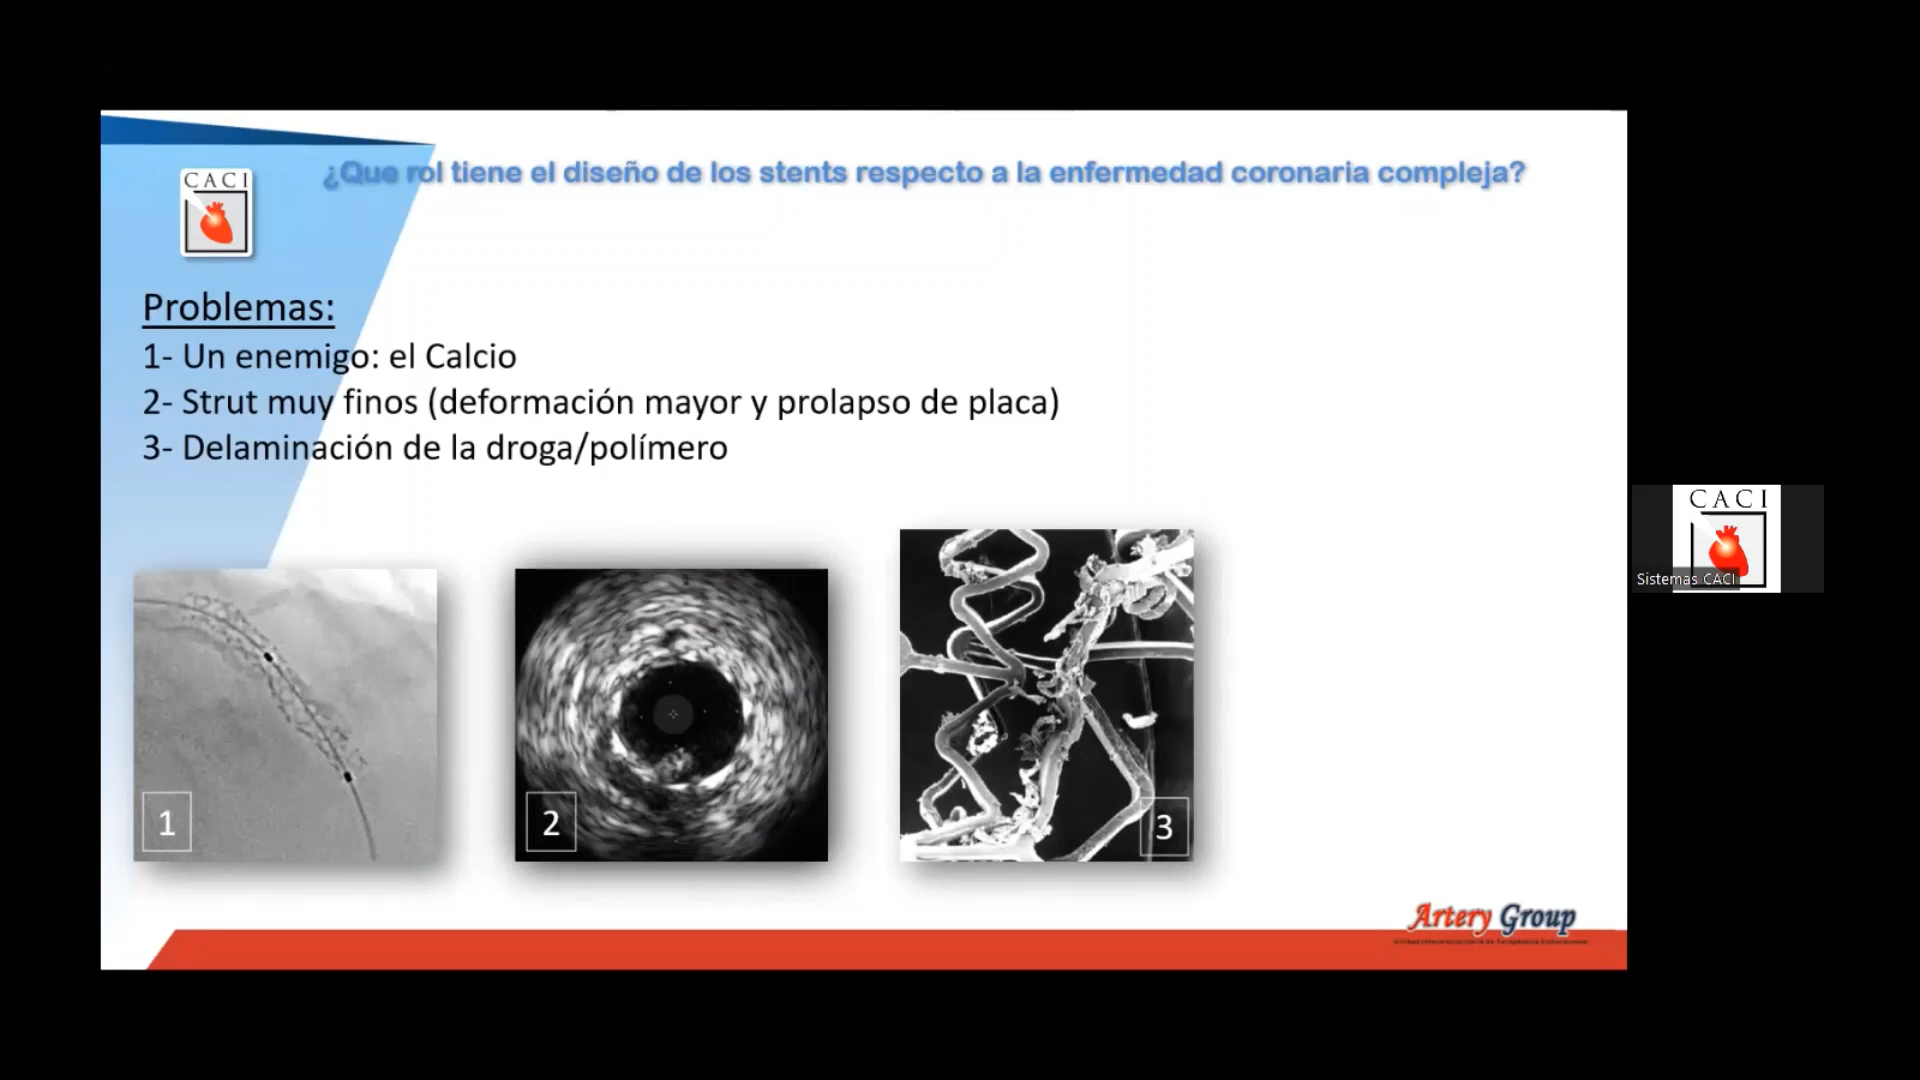 ¿Que rol tiene el diseño de los stents respecto a la enfermedad coronaria compleja?
CACI
Problemas:
1- Un enemigo: el Calcio
2- Strut muy finos (deformación mayor y prolapso de placa)
3- Delaminación de la droga/polímero
1
2
3
Artery Group
CACI
Sistemas CACI